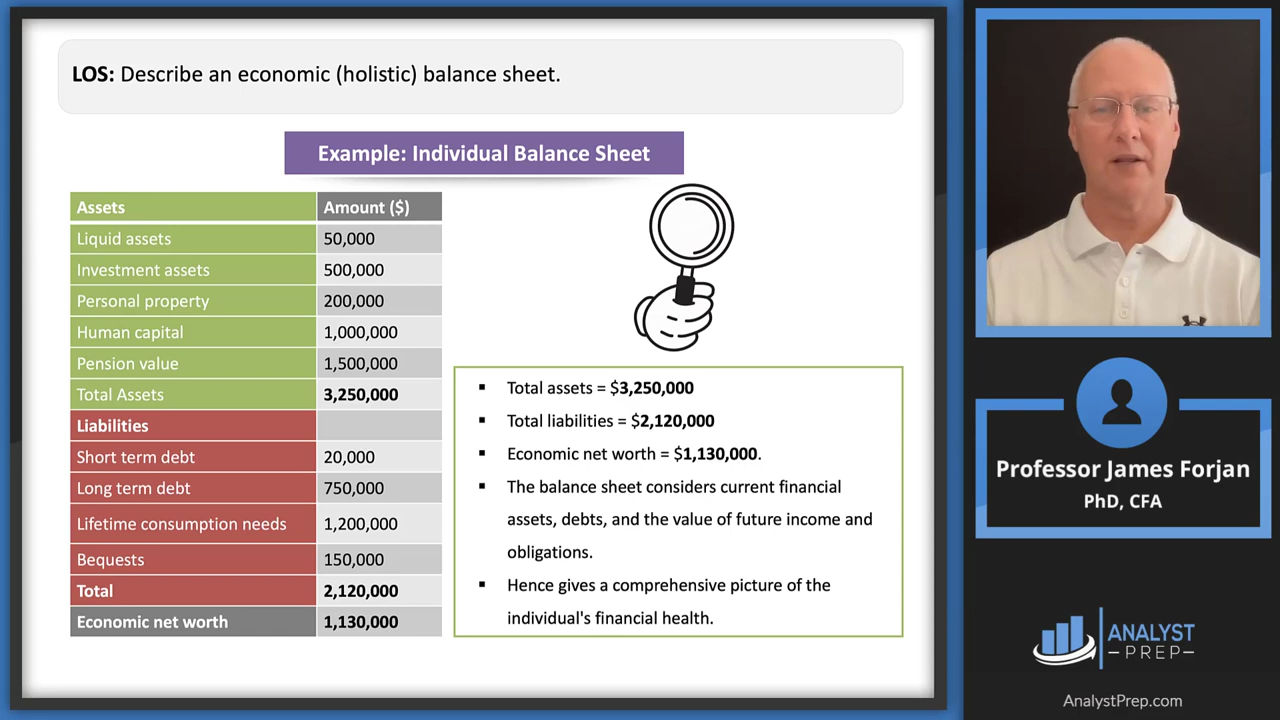 LOS: Describe an economic (holistic) balance sheet.
Example: Individual Balance Sheet
Assets Amount ($)
Liquid assets 50,000
Investment assets 500,000
Personal property 200,000
Human capital 1,000,000
Pension value 1,500,000
Total Assets 3,250,000
Liabilities
Short term debt 20,000
Long term debt 750,000
Lifetime consumption needs 1,200,000
Bequests 150,000
Total 2,120,000
Economic net worth 1,130,000
▪ Total assets = $3,250,000
▪ Total liabilities = $2,120,000
▪ Economic net worth = $1,130,000.
▪ The balance sheet considers current financial
assets, debts, and the value of future income and
obligations.
▪ Hence gives a comprehensive picture of the
individual's financial health.
Professor James Forjan
PhD, CFA
ANALYST
PREP
AnalystPrep.com